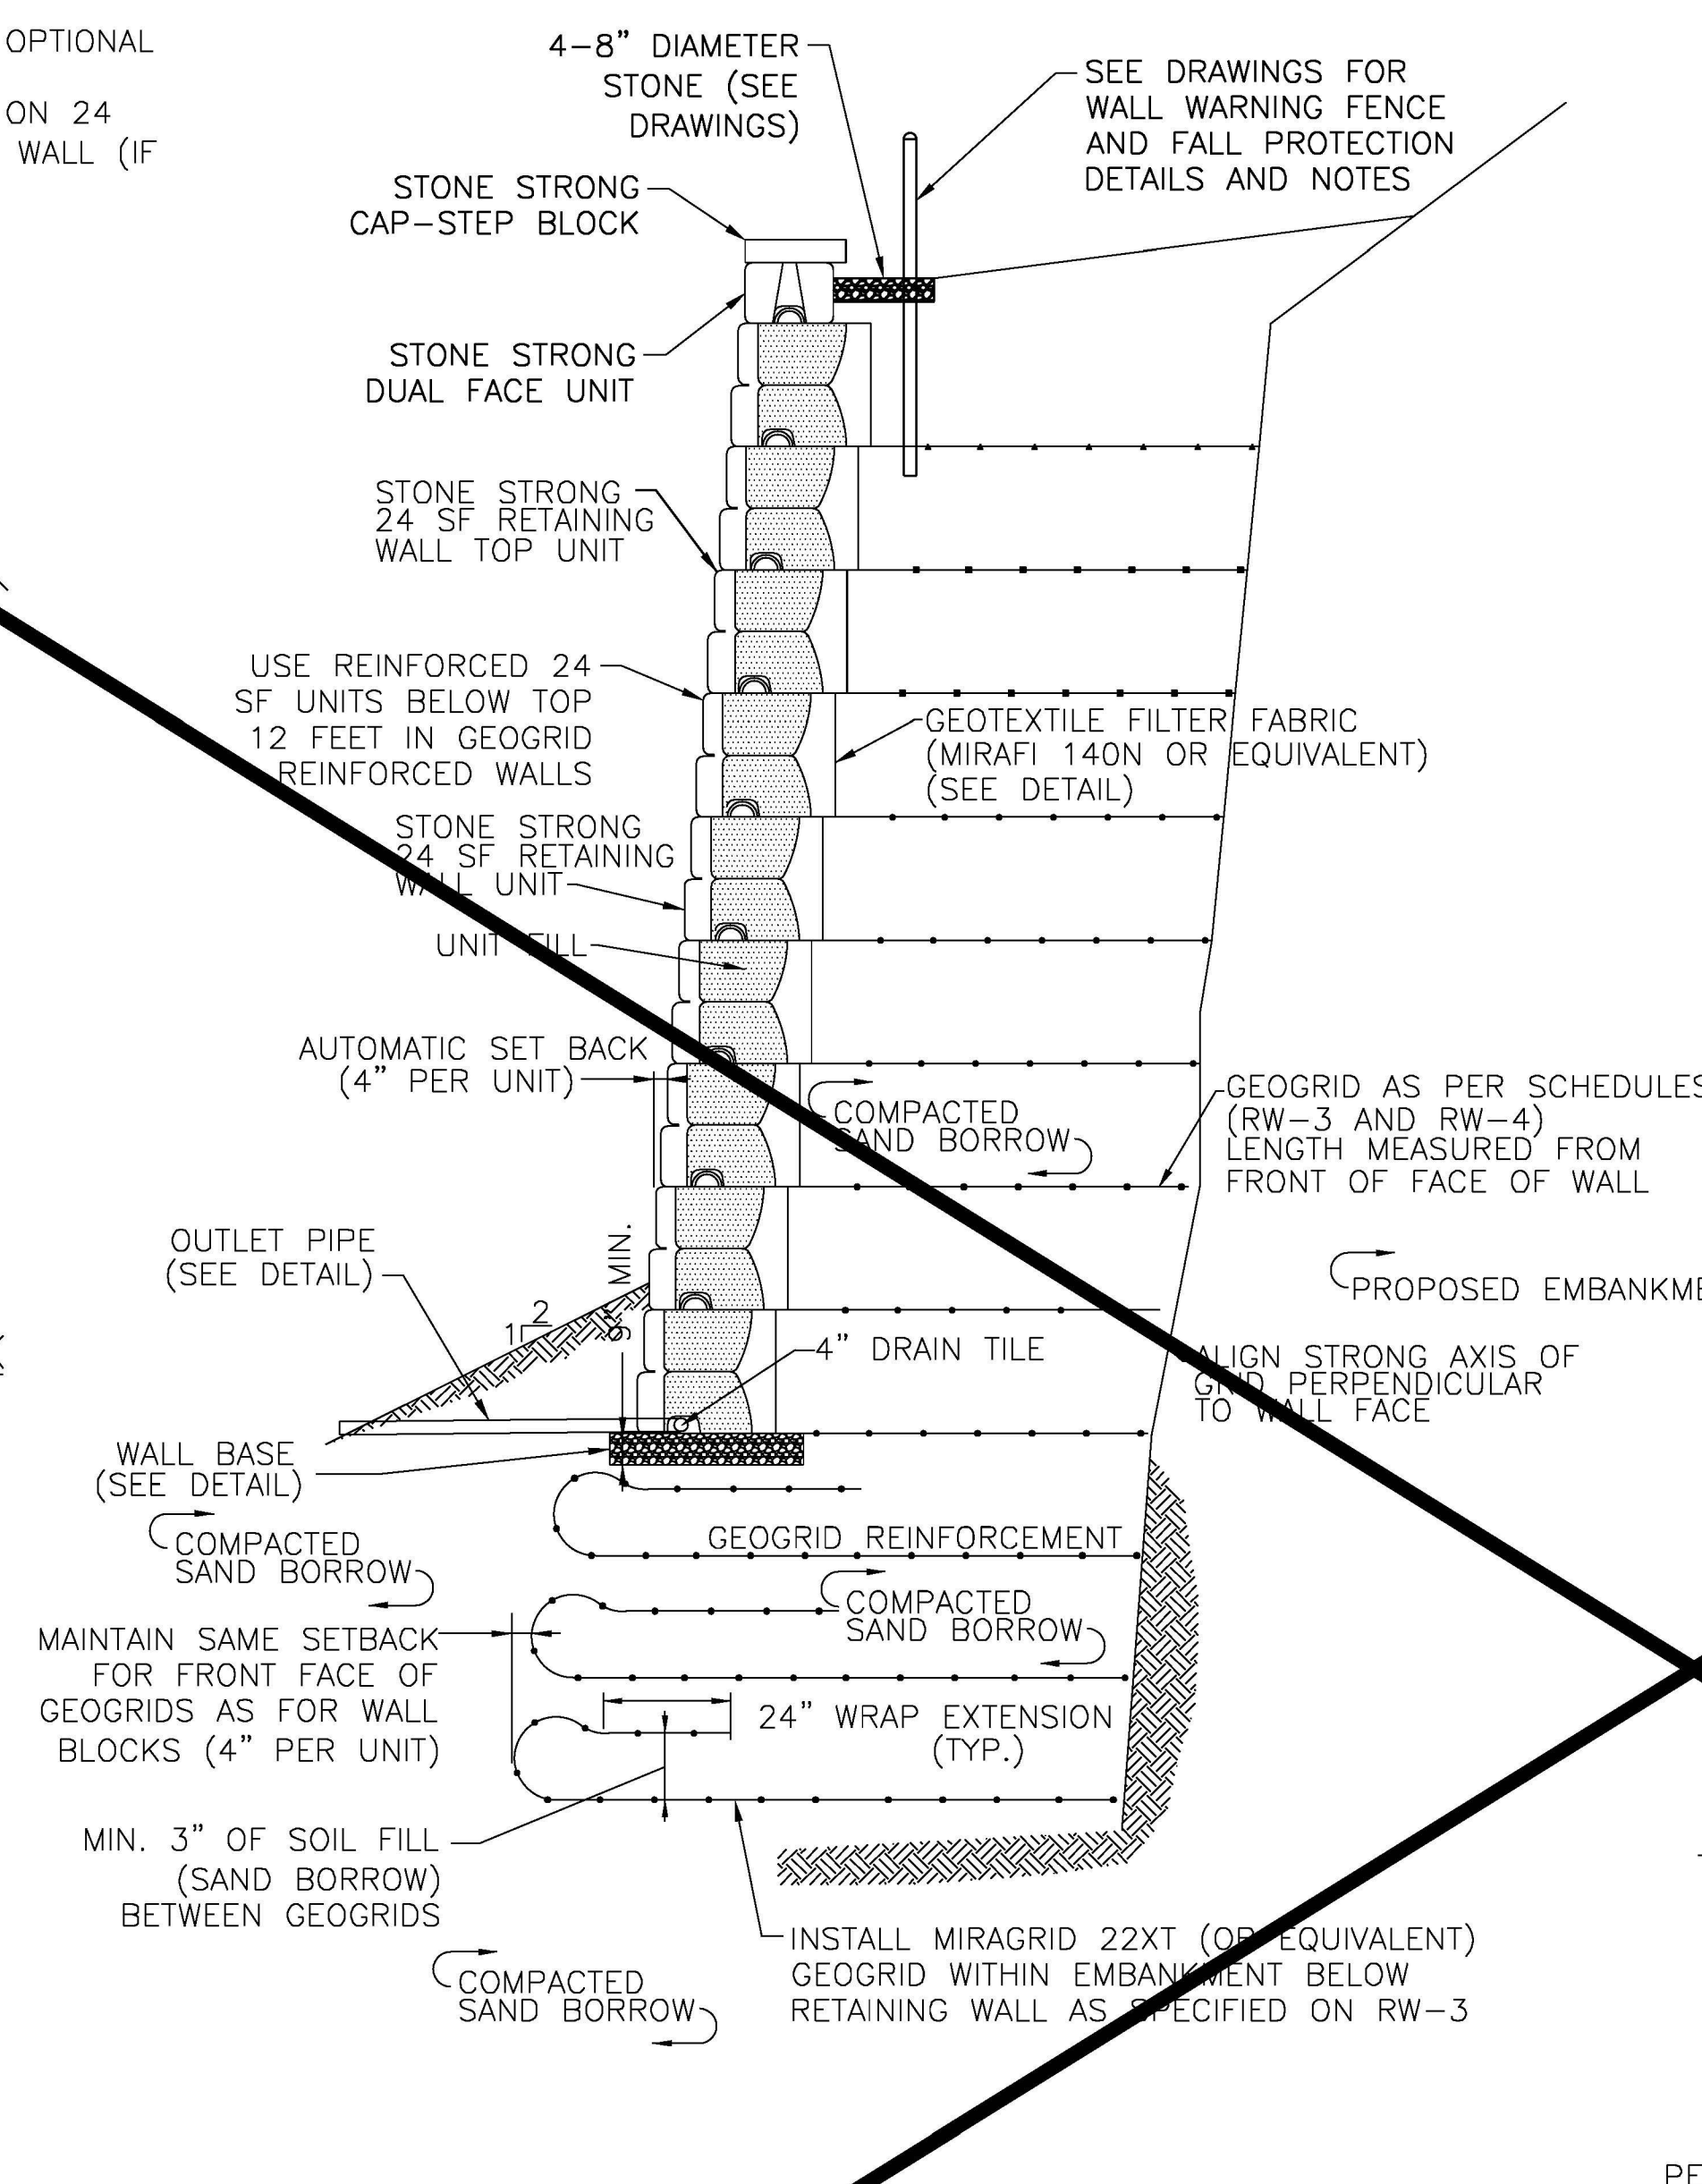 OPTIONAL
ON 24
WALL (IF
4-8" DIAMETER
STONE (SEE
DRAWINGS)
SEE DRAWINGS FOR
WALL WARNING FENCE
AND FALL PROTECTION
DETAILS AND NOTES
STONE STRONG
CAP-STEP BLOCK
STONE STRONG
DUAL FACE UNIT
STONE STRONG
24 SF RETAINING
WALL TOP UNIT
USE REINFORCED 24
SF UNITS BELOW TOP
12 FEET IN GEOGRID
REINFORCED WALLS
GEOTEXTILE FILTER FABRIC
(MIRAFI 140N OR EQUIVALENT)
(SEE DETAIL)
STONE STRONG
24 SF RETAINING
WALL UNIT
UNIT FILL
AUTOMATIC SET BACK
(4" PER UNIT)
COMPACTED
SAND BORROW
GEOGRID AS PER SCHEDULES
(RW-3 AND RW-4)
LENGTH MEASURED FROM
FRONT OF FACE OF WALL
OUTLET PIPE
(SEE DETAIL)
MIN.
2
1
PROPOSED EMBANKME
4" DRAIN TILE
ALIGN STRONG AXIS OF
GRID PERPENDICULAR
TO WALL FACE
WALL BASE
(SEE DETAIL)
COMPACTED
SAND BORROW
GEOGRID REINFORCEMENT
COMPACTED
SAND BORROW
MAINTAIN SAME SETBACK
FOR FRONT FACE OF
GEOGRIDS AS FOR WALL
BLOCKS (4" PER UNIT)
24" WRAP EXTENSION
(TYP.)
MIN. 3" OF SOIL FILL
(SAND BORROW)
BETWEEN GEOGRIDS
INSTALL MIRAGRID 22XT (OR EQUIVALENT)
GEOGRID WITHIN EMBANKMENT BELOW
RETAINING WALL AS SPECIFIED ON RW-3
COMPACTED
SAND BORROW